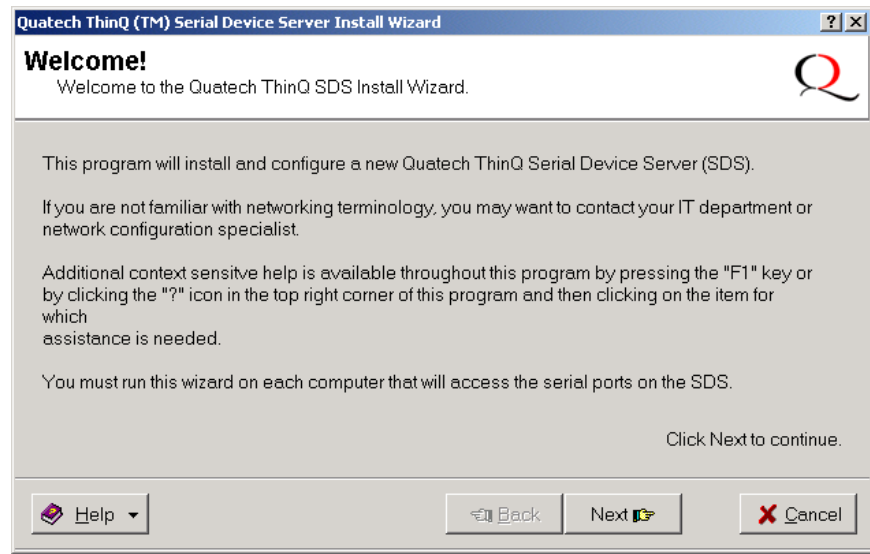 Quatech ThinQ (TM) Serial Device Server Install Wizard
Welcome!
Welcome to the Quatech ThinQ SDS Install Wizard.
This program will install and configure a new Quatech ThinQ Serial Device Server (SDS).
If you are not familiar with networking terminology, you may want to contact your IT department or
network configuration specialist.
Additional context sensitve help is available throughout this program by pressing the "F1" key or
by clicking the "?" icon in the top right corner of this program and then clicking on the item for
which
assistance is needed.
You must run this wizard on each computer that will access the serial ports on the SDS.
Click Next to continue.
Help
Back
Next
Cancel